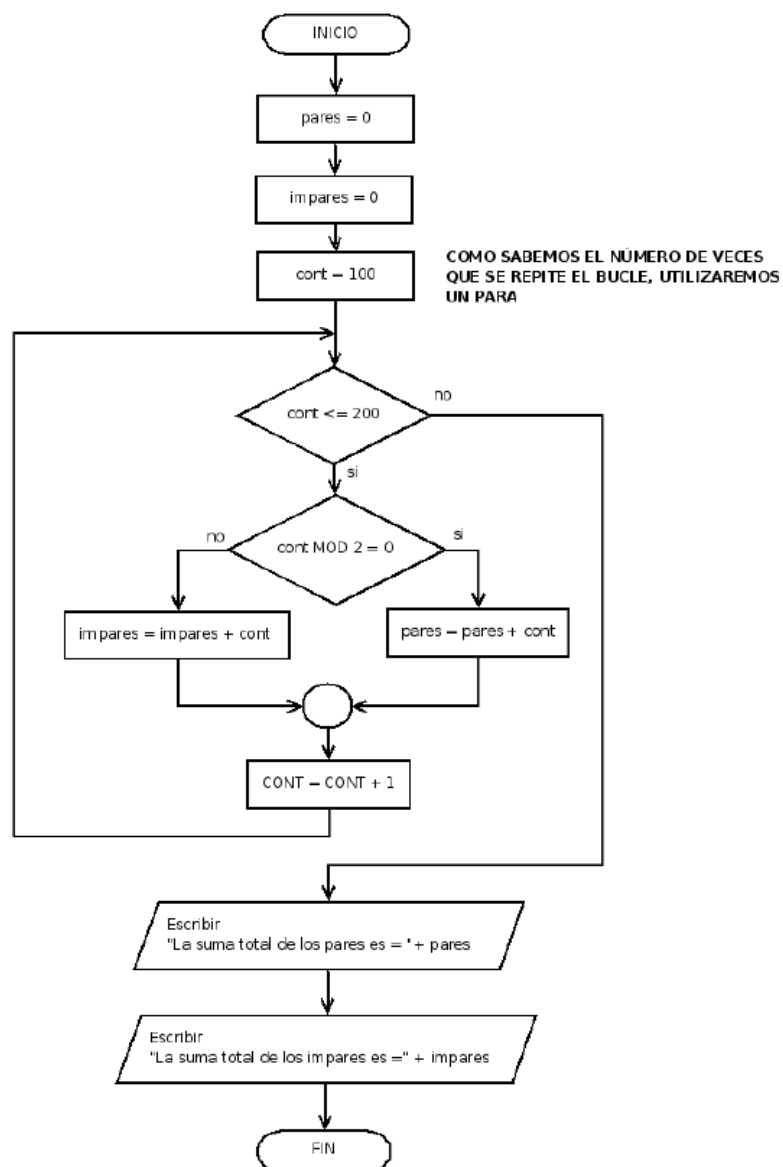 INICIO
pares = 0
impares = 0
cont = 100
COMO SABEMOS EL NÚMERO DE VECES
QUE SE REPITE EL BUCLE, UTILIZAREMOS
UN PARA
cont <= 200
no
si
cont MOD 2 = 0
no
si
impares = impares + cont
pares = pares + cont
CONT = CONT + 1
Escribir
"La suma total de los pares es = "+ pares
Escribir
"La suma total de los impares es =" + impares
FIN